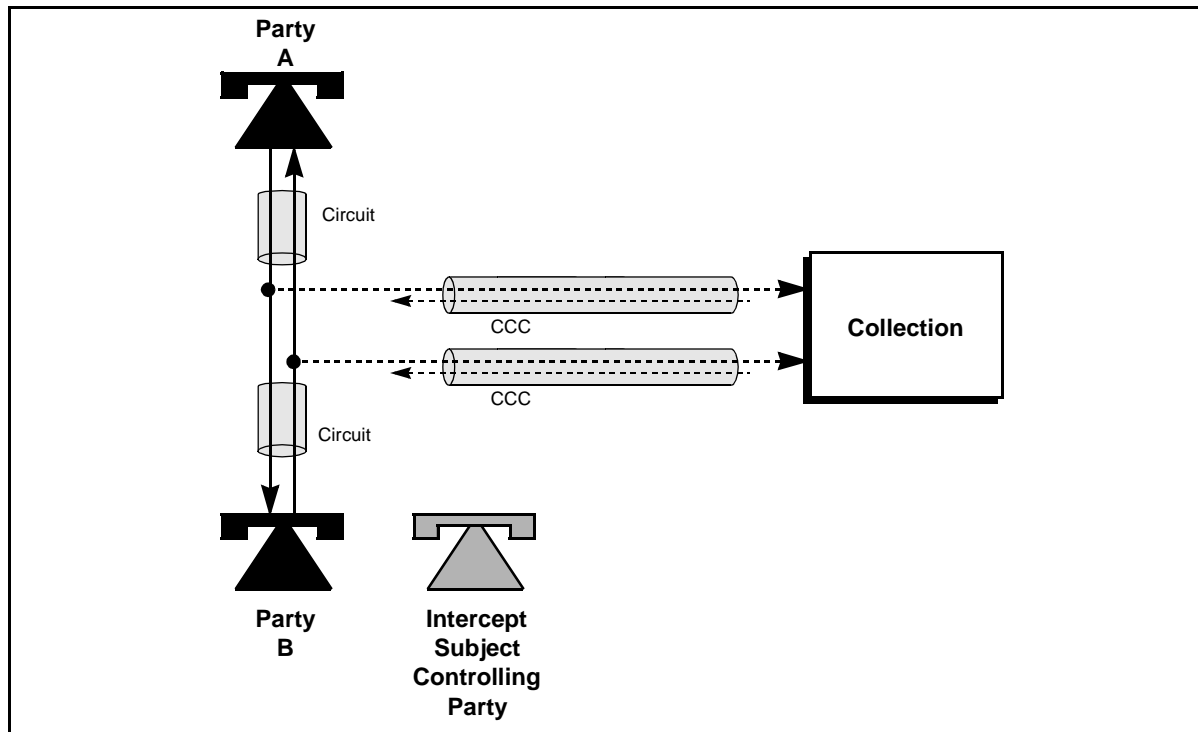 Party
A
Circuit
CCC
Collection
CCC
Circuit
Party
B
Intercept
Subject
Controlling
Party